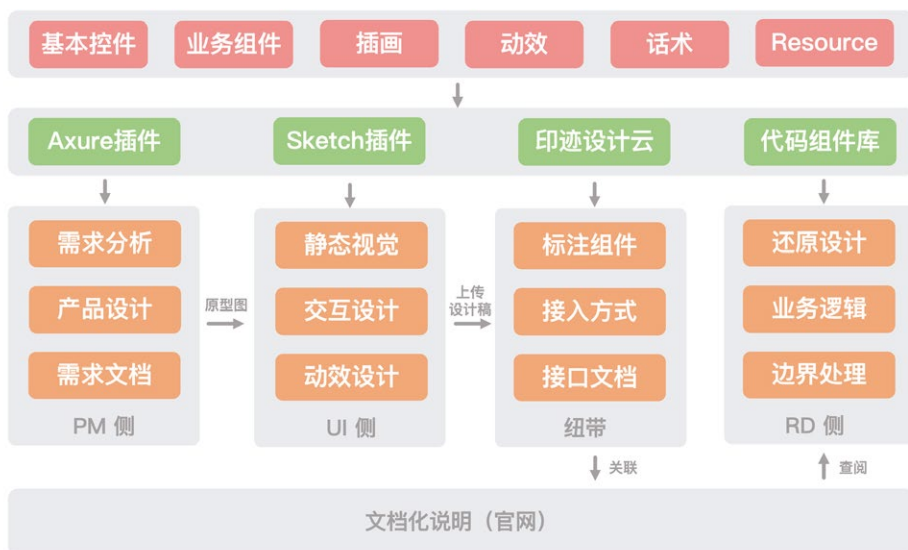 基本控件
业务组件
插画
动效
话术
Resource
Axure插件
Sketch插件
印迹设计云
代码组件库
需求分析
产品设计
需求文档
PM 侧
原型图
静态视觉
交互设计
动效设计
UI 侧
上传
设计稿
标注组件
接入方式
接口文档
纽带
还原设计
业务逻辑
边界处理
RD 侧
关联
查阅
文档化说明（官网）